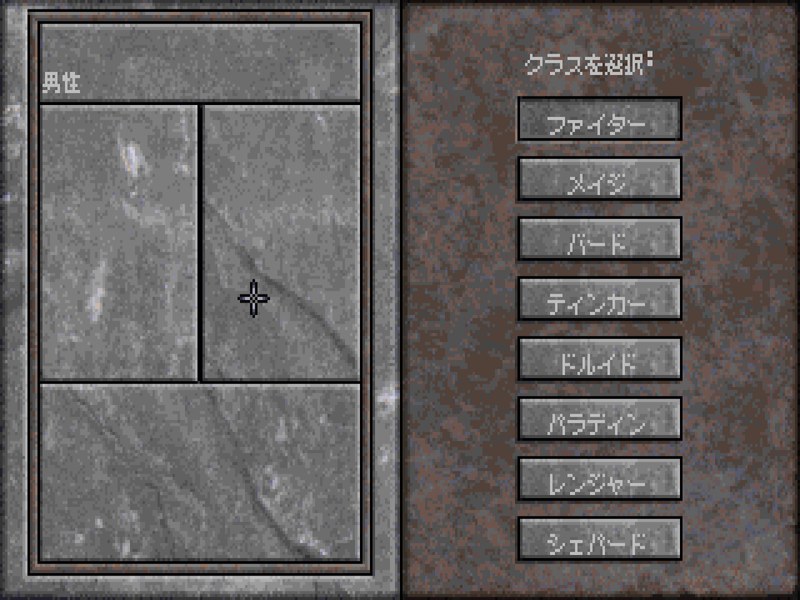 男性
クラスを選択:
ファイター
メイジ
バード
ティンカー
ドルイド
パラディン
レンジャー
シェパード